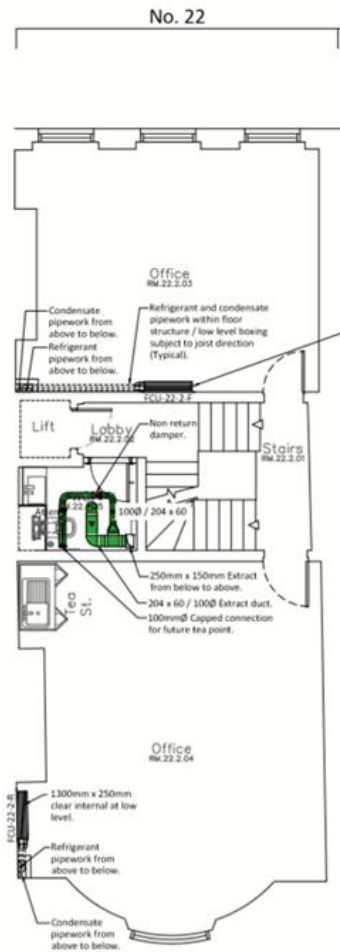 No. 22
Office
RM.22.2.03
Condensate
pipework from
above to below.
Refrigerant
pipework from
above to below.
Refrigerant and condensate
pipework within floor
structure / low level boxing
subject to joist direction
(Typical).
FCU-22-2-F
Lift
Lobby
RM.22.2.02
Non return
damper.
Stairs
RM.22.2.01
100Ø / 204 x 60
250mm x 150mm Extract
from below to above.
204 x 60 / 100Ø Extract duct.
100mmØ Capped connection
for future tea point.
Tea
St.
Office
RM.22.2.04
FCU-22-2-R
1300mm x 250mm
clear internal at low
level.
Refrigerant
pipework from
above to below.
Condensate
pipework from
above to below.